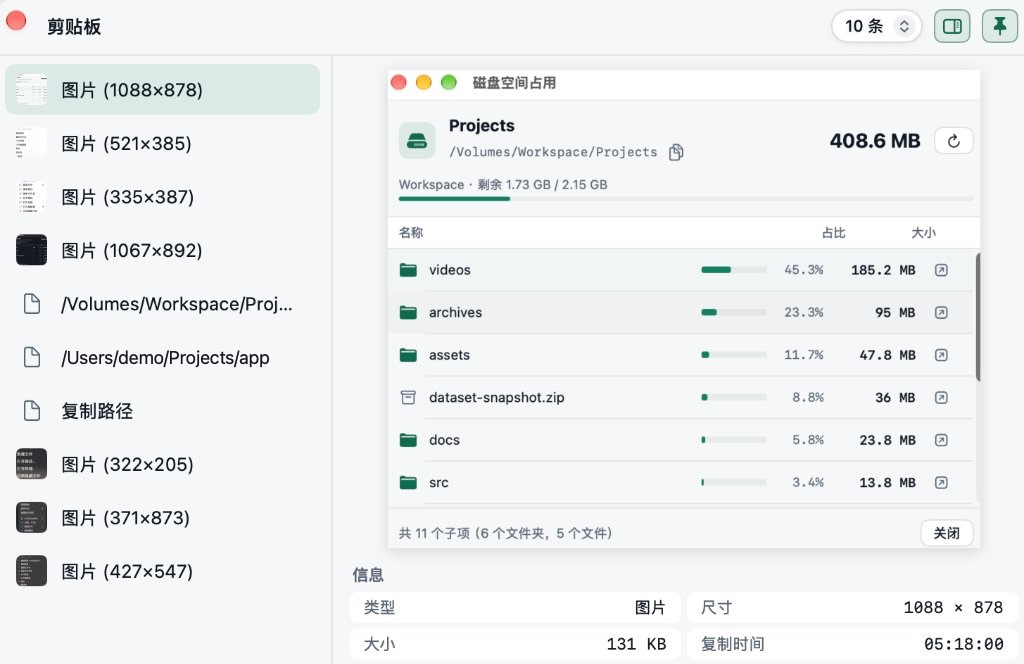 剪贴板
10 条
图片 (1088×878)
图片 (521×385)
图片 (335×387)
图片 (1067×892)
/Volumes/Workspace/Proj...
/Users/demo/Projects/app
复制路径
图片 (322×205)
图片 (371×873)
图片 (427×547)
磁盘空间占用
Projects
/Volumes/Workspace/Projects
408.6 MB
Workspace · 剩余 1.73 GB / 2.15 GB
名称 占比 大小
videos 45.3% 185.2 MB
archives 23.3% 95 MB
assets 11.7% 47.8 MB
dataset-snapshot.zip 8.8% 36 MB
docs 5.8% 23.8 MB
src 3.4% 13.8 MB
共 11 个子项 (6 个文件夹, 5 个文件)
关闭
信息
类型 图片 尺寸 1088 × 878
大小 131 KB 复制时间 05:18:00